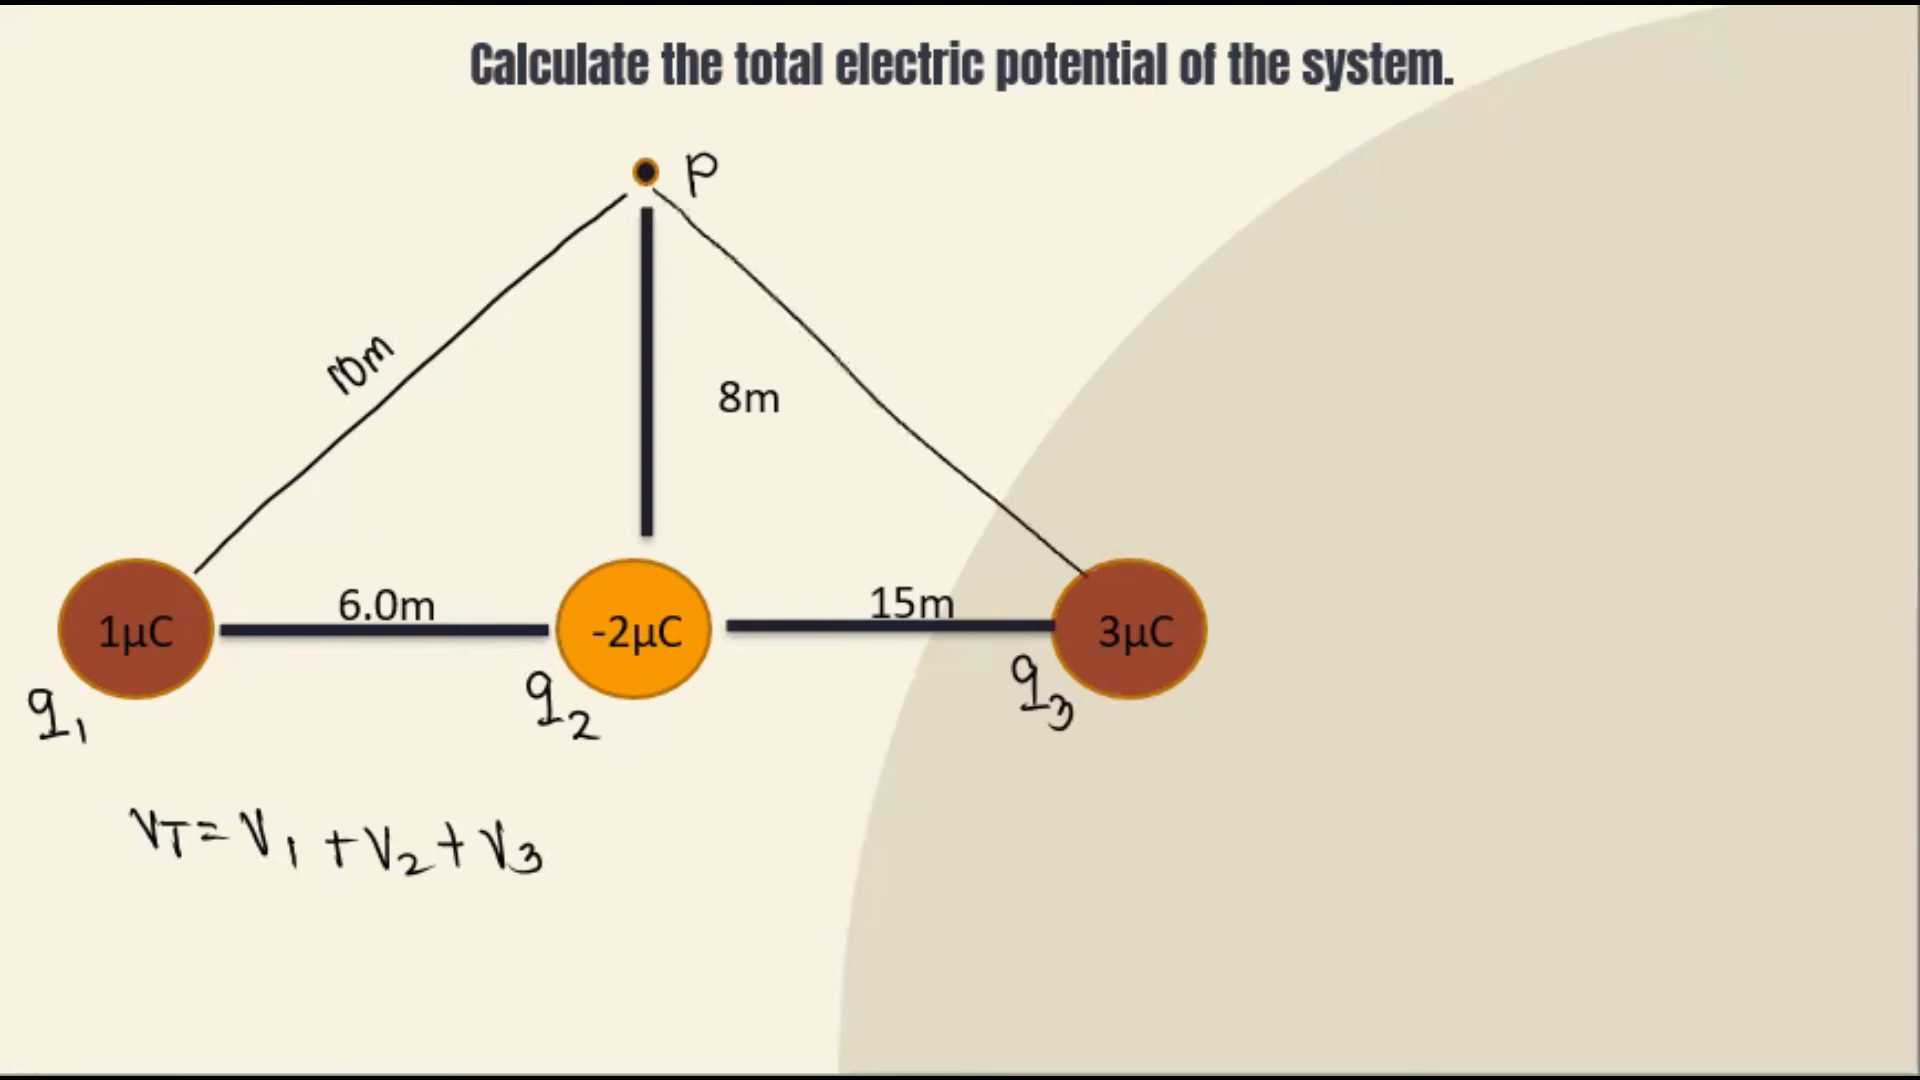 Calculate the total electric potential of the system.
P
10m
8m
6.0m
15m
1µC
-2µC
3µC
q1
q2
q3
VT = V1 + V2 + V3